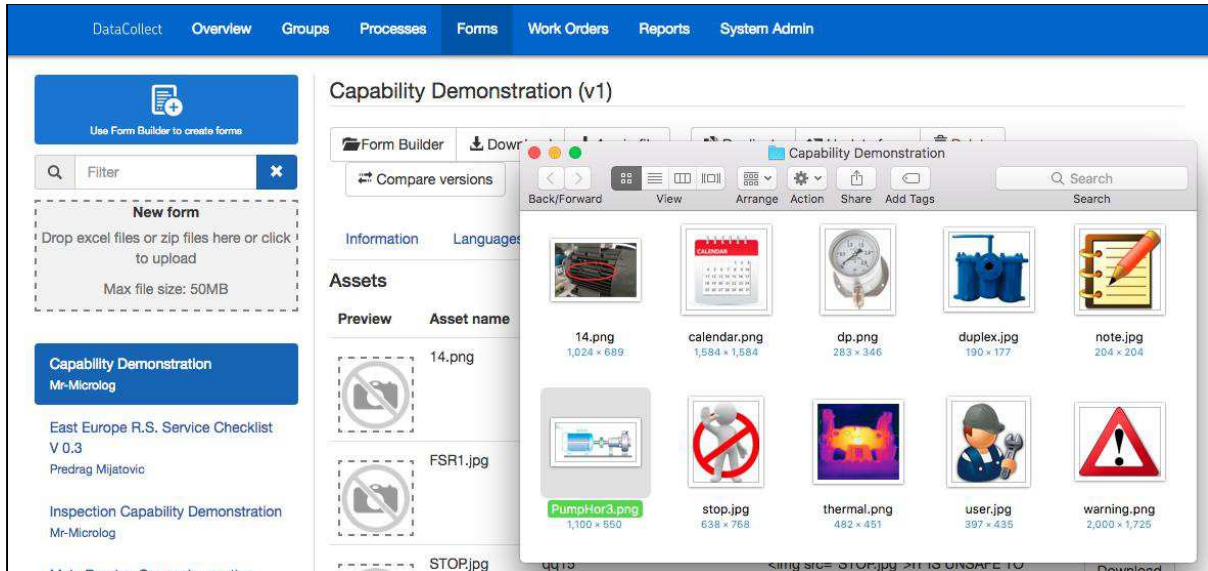 DataCollect Overview Groups Processes Forms Work Orders Reports System Admin
Use Form Builder to create forms
Filter
New form
Drop excel files or zip files here or click
to upload
Max file size: 50MB
Capability Demonstration
Mr-Microlog
East Europe R.S. Service Checklist
V 0.3
Predrag Mijatovic
Inspection Capability Demonstration
Mr-Microlog
Capability Demonstration (v1)
Form Builder
Compare versions
Information Languages
Assets
Preview Asset name
14.png
FSR1.jpg
STOP.jpg
Capability Demonstration
Back/Forward View Arrange Action Share Add Tags Search
Search
CALENDAR
14.png calendar.png dp.png duplex.jpg note.jpg
1,024 × 689 1,584 × 1,584 283 × 346 190 × 177 204 × 204
PumpHor3.png stop.jpg thermal.png user.jpg warning.png
1,100 × 550 638 × 768 482 × 451 397 × 435 2,000 × 1,725
Download